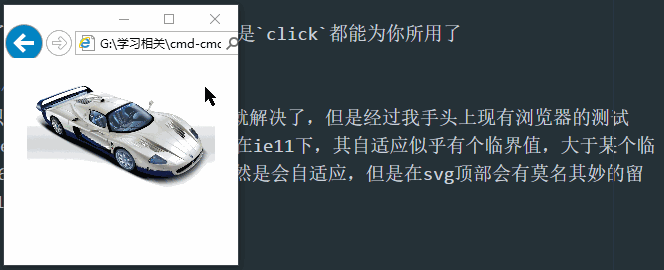 是`click`都能为你所用了
G:\学习相关\cmd-cmc
就解决了，但是经过我手头上现有浏览器的测试
在ie11下，其自适应似乎有个临界值，大于某个临
然是会自适应，但是在svg顶部会有莫名其妙的留